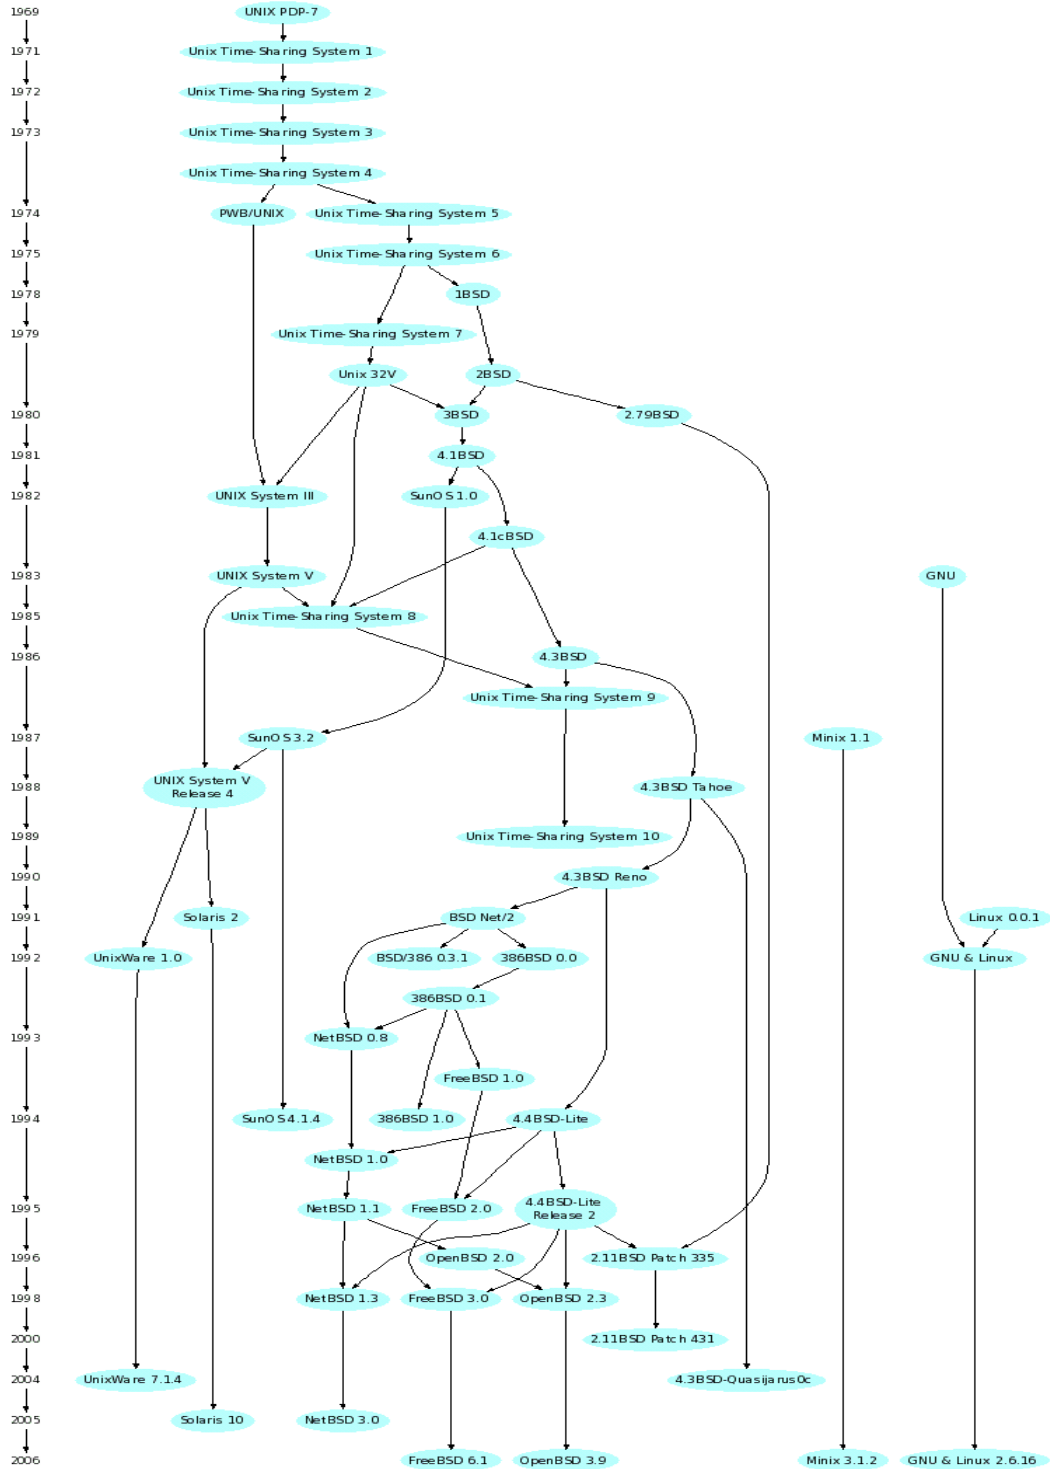 1969
UNIX PDP-7
1971
Unix Time-Sharing System 1
1972
Unix Time-Sharing System 2
1973
Unix Time-Sharing System 3
Unix Time-Sharing System 4
1974
PWB/UNIX
Unix Time-Sharing System 5
1975
Unix Time-Sharing System 6
1978
1BSD
1979
Unix Time-Sharing System 7
Unix 32V
2BSD
1980
3BSD
2.79BSD
1981
4.1BSD
1982
UNIX System III
SunOS 1.0
4.1cBSD
1983
UNIX System V
GNU
1985
Unix Time-Sharing System 8
1986
4.3BSD
Unix Time-Sharing System 9
1987
SunOS 3.2
Minix 1.1
1988
UNIX System V
Release 4
4.3BSD Tahoe
1989
Unix Time-Sharing System 10
1990
4.3BSD Reno
1991
Solaris 2
BSD Net/2
Linux 0.0.1
1992
UnixWare 1.0
BSD/386 0.3.1
386BSD 0.0
GNU & Linux
386BSD 0.1
1993
NetBSD 0.8
FreeBSD 1.0
1994
SunOS 4.1.4
386BSD 1.0
4.4BSD-Lite
NetBSD 1.0
1995
NetBSD 1.1
FreeBSD 2.0
4.4BSD-Lite
Release 2
1996
OpenBSD 2.0
2.11BSD Patch 335
1998
NetBSD 1.3
FreeBSD 3.0
OpenBSD 2.3
2000
2.11BSD Patch 431
2004
UnixWare 7.1.4
4.3BSD-Quasijarus0c
2005
Solaris 10
NetBSD 3.0
2006
FreeBSD 6.1
OpenBSD 3.9
Minix 3.1.2
GNU & Linux 2.6.16